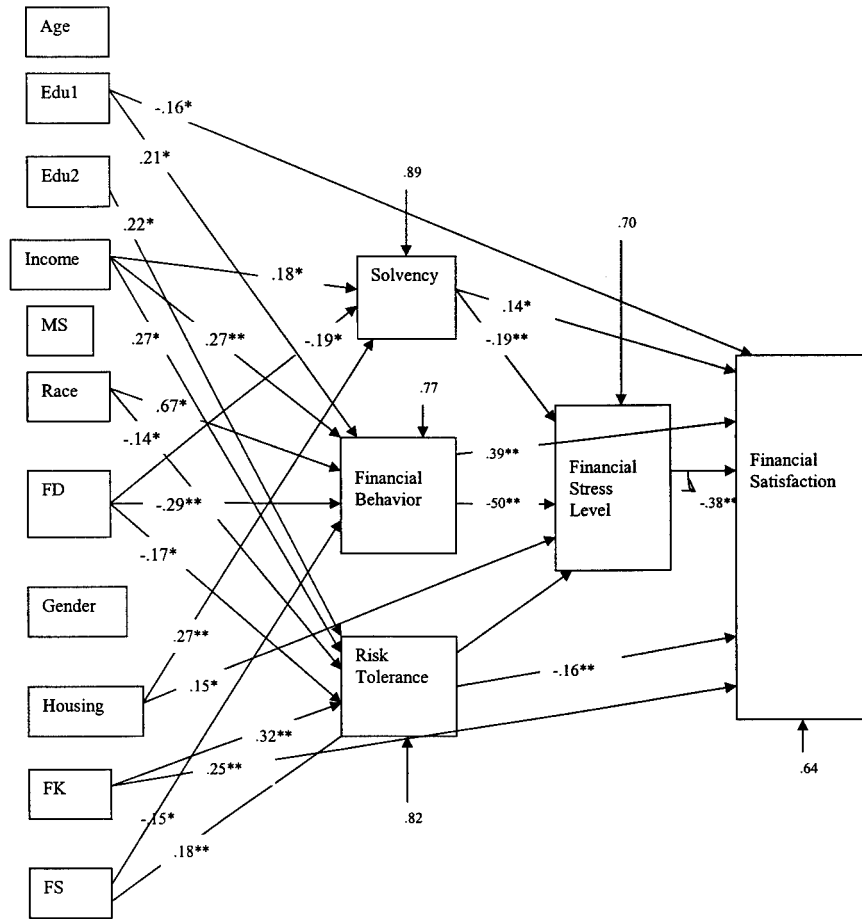 Age
Edu1
-.16*
.21*
Edu2
.89
.22*
.70
Income
.18*
Solvency
.14*
MS
.27*
.27**
-.19*
-.19**
Race
.67*
.77
-.14*
Financial
Behavior
.39**
Financial
Stress
Level
Financial
Satisfaction
FD
-.29**
-50**
-.38**
-.17*
Gender
.27**
Risk
Tolerance
-.16**
Housing
.15*
.32**
FK
.25**
.64
-.15*
.82
.18**
FS